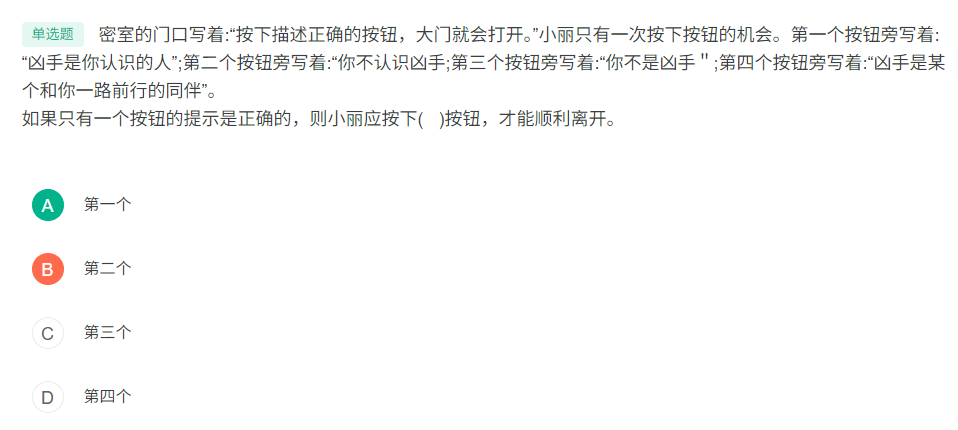 单选题 密室的门口写着:“按下描述正确的按钮，大门就会打开。”小丽只有一次按下按钮的机会。第一个按钮旁写着:
“凶手是你认识的人”;第二个按钮旁写着:“你不认识凶手;第三个按钮旁写着:“你不是凶手＂;第四个按钮旁写着:“凶手是某
个和你一路前行的同伴”。
如果只有一个按钮的提示是正确的，则小丽应按下( )按钮，才能顺利离开。
A 第一个
B 第二个
C 第三个
D 第四个